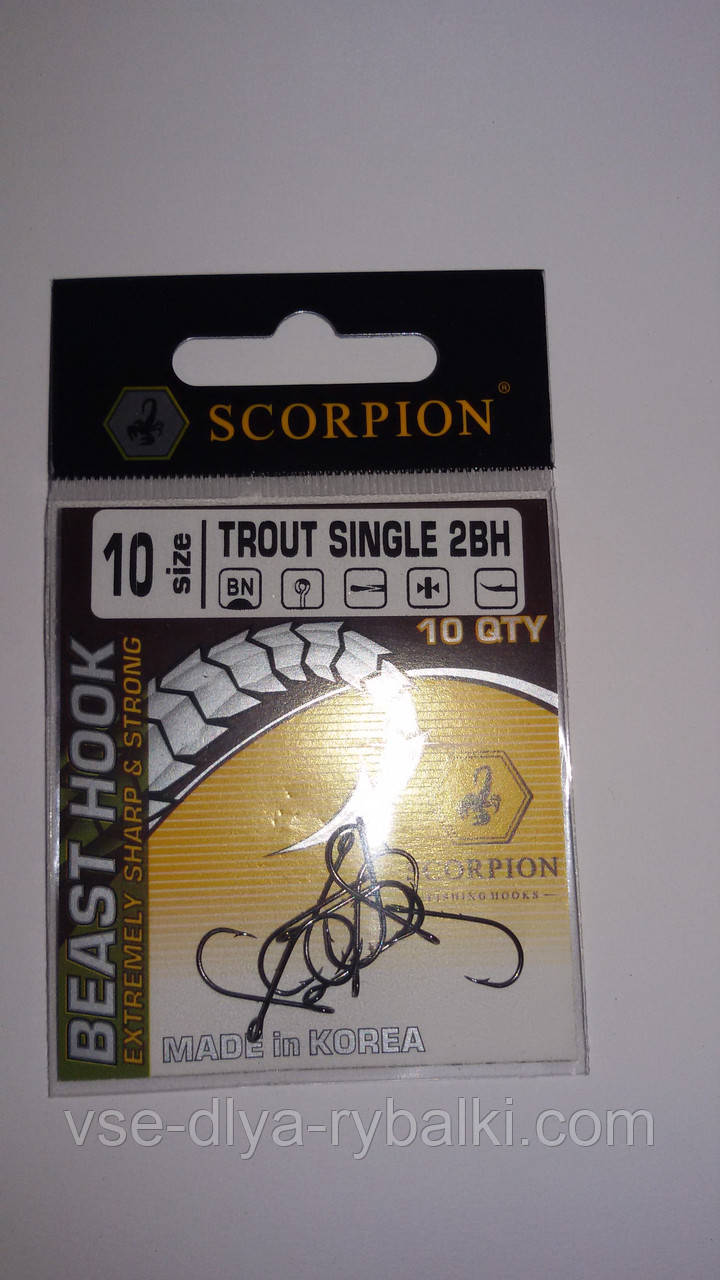 SCORPION®
10 size
TROUT SINGLE 2BH
BN
10 QTY
BEAST HOOK
EXTREMELY SHARP & STRONG
SCORPION
FISHING HOOKS
MADE in KOREA
vse-dlya-rybalki.com